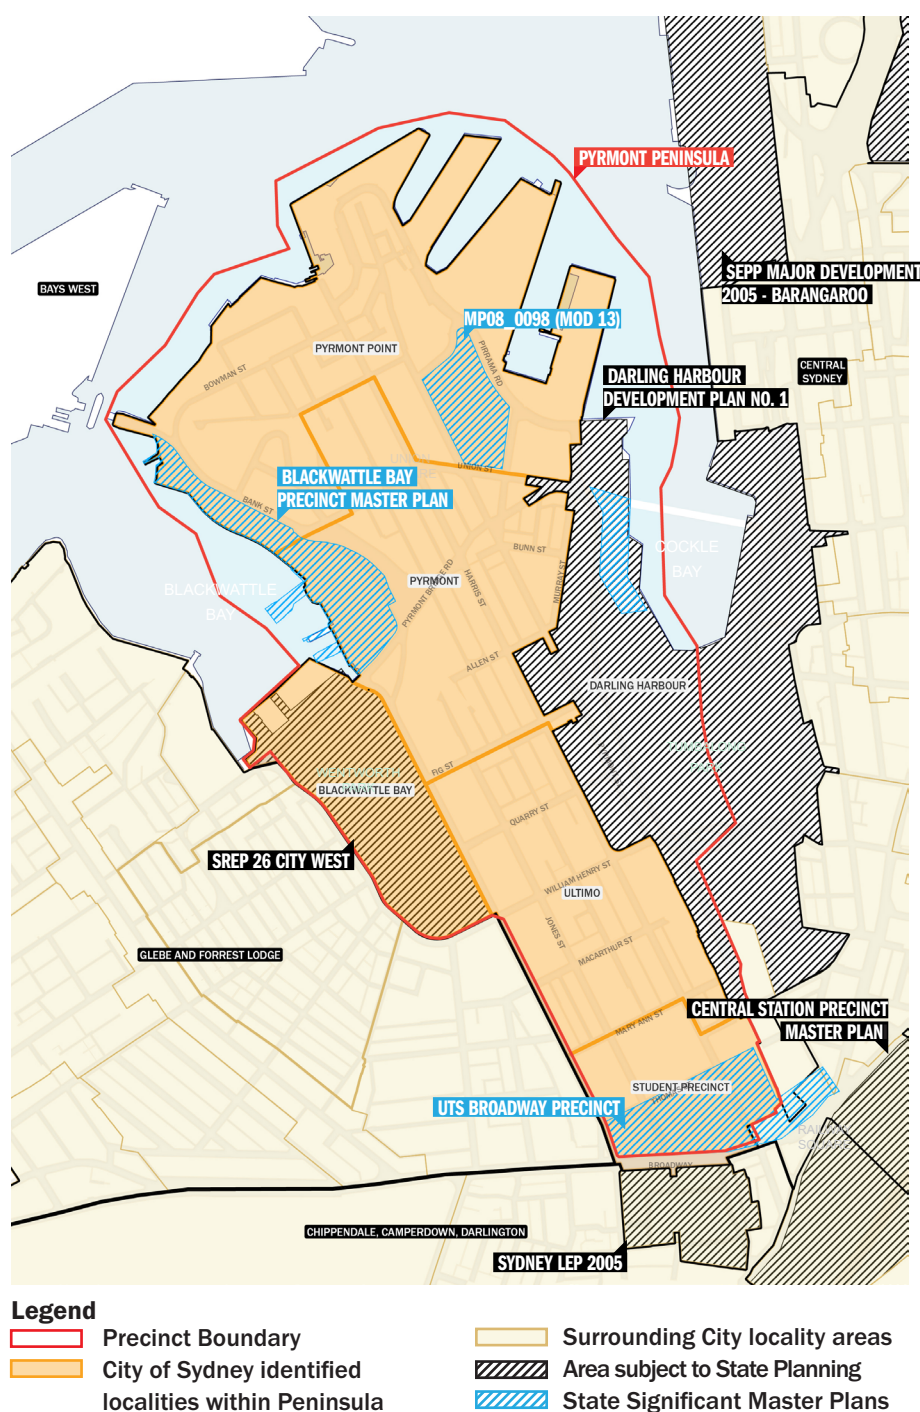 PYRMONT PENINSULA
SEPP MAJOR DEVELOPMENT
2005 - BARANGAROO
BAYS WEST
MP08_0098 (MOD 13)
PYRMONT POINT
PIRRAMA RD
CENTRAL
SYDNEY
BOWMAN ST
DARLING HARBOUR
DEVELOPMENT PLAN NO. 1
UNION ST
BLACKWATTLE BAY
PRECINCT MASTER PLAN
BANK ST
BUNN ST
COCKLE
BAY
BLACKWATTLE
BAY
PYRMONT
PYRMONT BRIDGE RD
HARRIS ST
MURRAY ST
ALLEN ST
DARLING HARBOUR
FIG ST
WENTWORTH
BLACKWATTLE BAY
QUARRY ST
SREP 26 CITY WEST
WILLIAM HENRY ST
ULTIMO
JONES ST
MACARTHUR ST
GLEBE AND FORREST LODGE
CENTRAL STATION PRECINCT
MASTER PLAN
MARY ANN ST
STUDENT PRECINCT
UTS BROADWAY PRECINCT
BROADWAY
CHIPPENDALE, CAMPERDOWN, DARLINGTON
SYDNEY LEP 2005
Legend
Precinct Boundary
City of Sydney identified
localities within Peninsula
Surrounding City locality areas
Area subject to State Planning
State Significant Master Plans